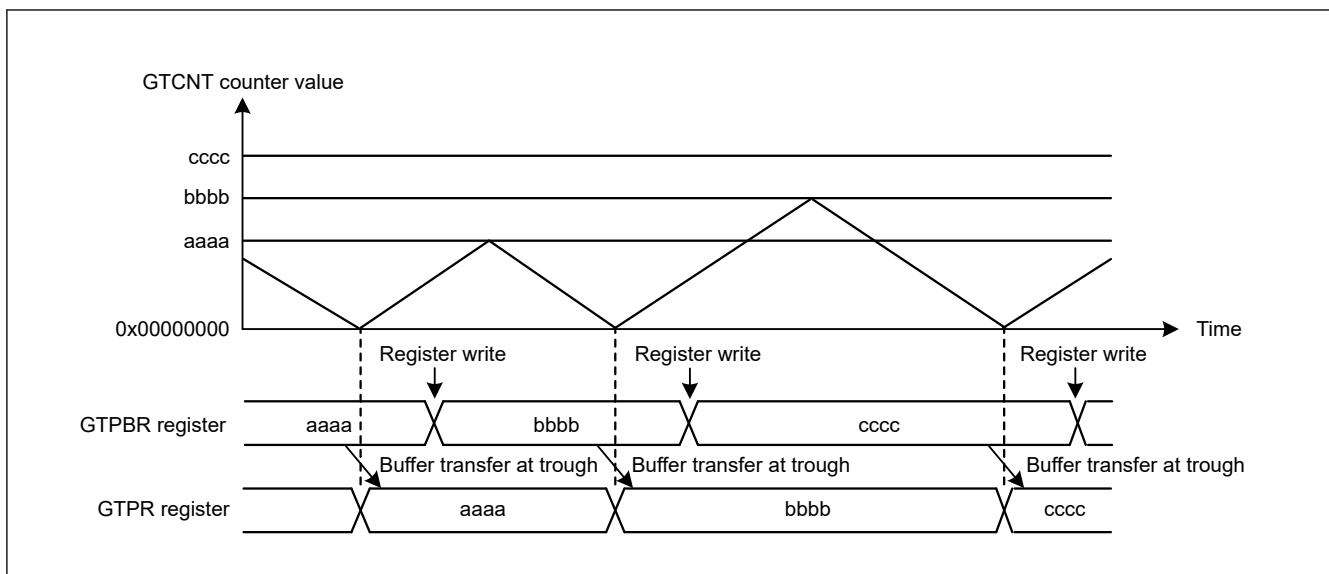 GTCNT counter value
cccc
bbbb
aaaa
0x00000000
Time
Register write Register write Register write
GTPBR register aaaa bbbb cccc
Buffer transfer at trough Buffer transfer at trough Buffer transfer at trough
GTPR register aaaa bbbb cccc